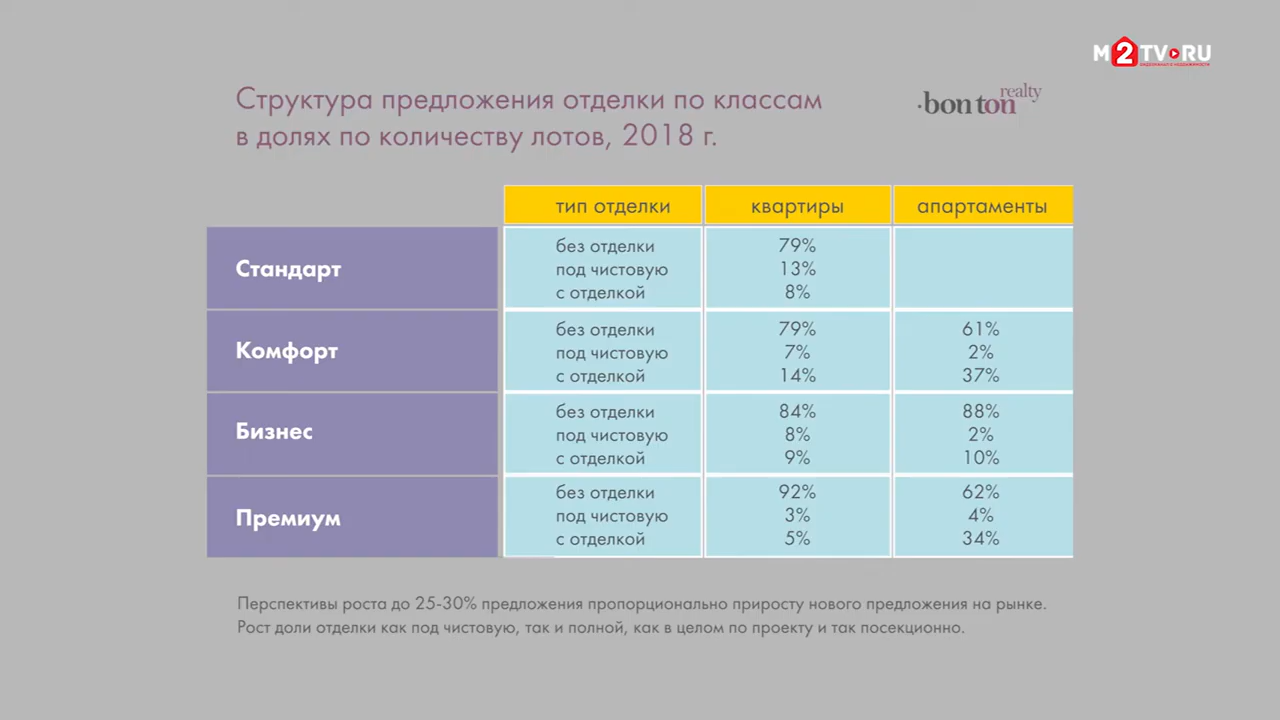 M2TV.RU
видеоканал о недвижимости
Структура предложения отделки по классам
в долях по количеству лотов, 2018 г.
·bonton realty
тип отделки квартиры апартаменты
Стандарт
без отделки 79%
под чистовую 13%
с отделкой 8%
Комфорт
без отделки 79% 61%
под чистовую 7% 2%
с отделкой 14% 37%
Бизнес
без отделки 84% 88%
под чистовую 8% 2%
с отделкой 9% 10%
Премиум
без отделки 92% 62%
под чистовую 3% 4%
с отделкой 5% 34%
Перспективы роста до 25-30% предложения пропорционально приросту нового предложения на рынке.
Рост доли отделки как под чистовую, так и полной, как в целом по проекту и так посекционно.